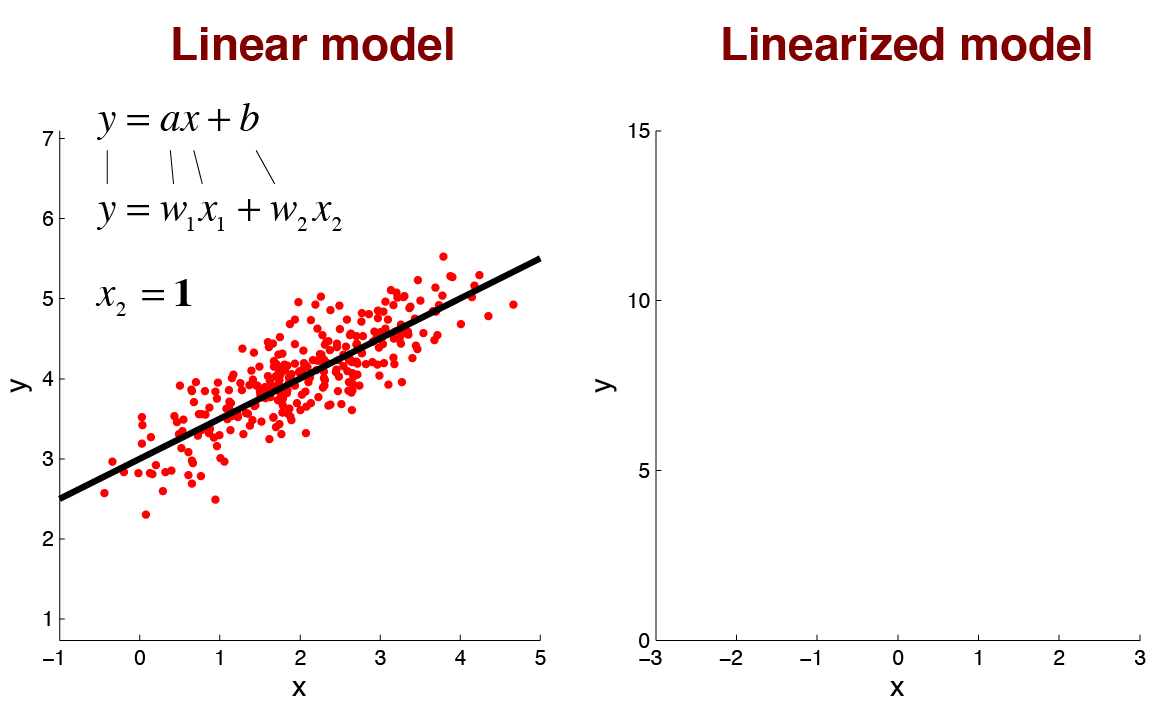 Linear model
y = ax + b
y = w₁x₁ + w₂x₂
x₂ = 1
7
6
5
4
3
2
1
y
−1 0 1 2 3 4 5
x
Linearized model
15
10
5
0
y
−3 −2 −1 0 1 2 3
x